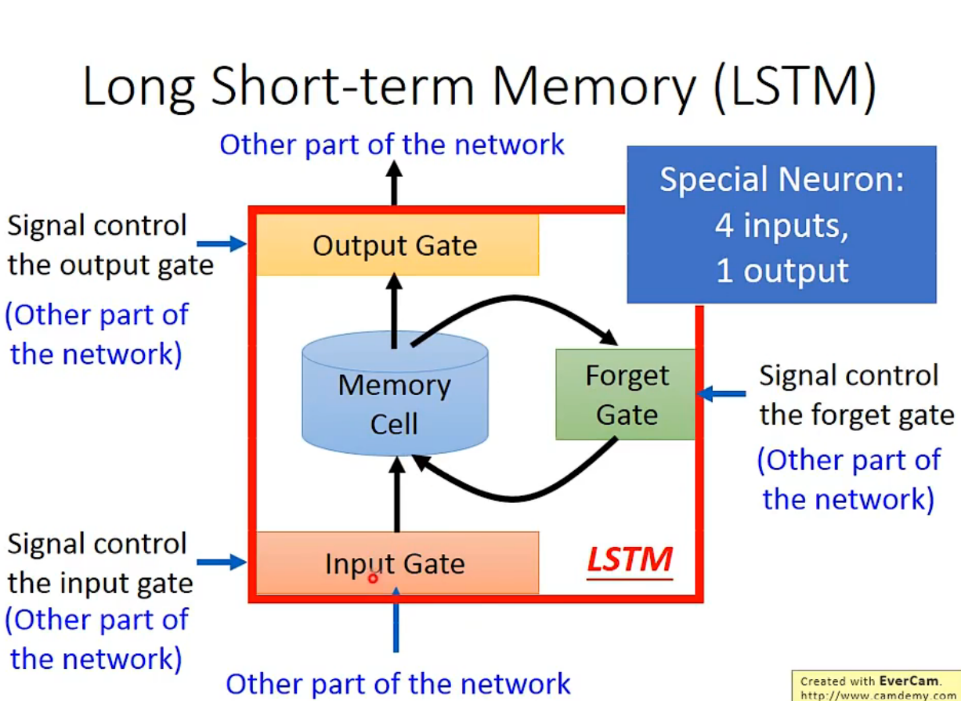 Long Short-term Memory (LSTM)
Other part of the network
Special Neuron:
4 inputs,
1 output
Signal control
the output gate
(Other part of
the network)
Output Gate
Memory
Cell
Forget
Gate
Signal control
the forget gate
(Other part of
the network)
Signal control
the input gate
(Other part of
the network)
Input Gate
LSTM
Other part of the network
Created with EverCam.
http://www.camdemy.com